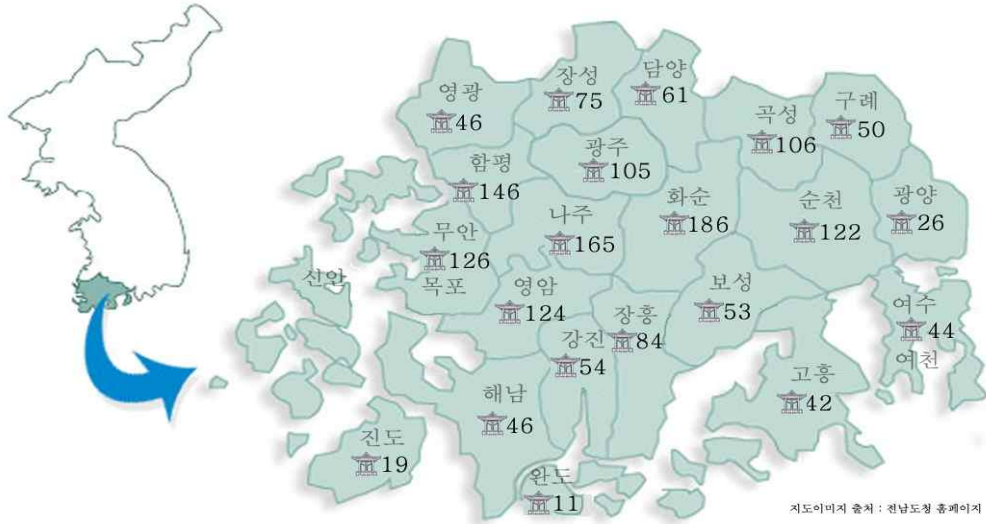 영광
46
장성
75
담양
61
곡성
106
구례
50
함평
146
광주
105
화순
186
순천
122
광양
26
무안
126
나주
165
신안
목포
영암
124
장흥
84
보성
53
여수
44
여천
강진
54
고흥
42
해남
46
진도
19
완도
11
지도이미지 출처 : 전남도청 홈페이지